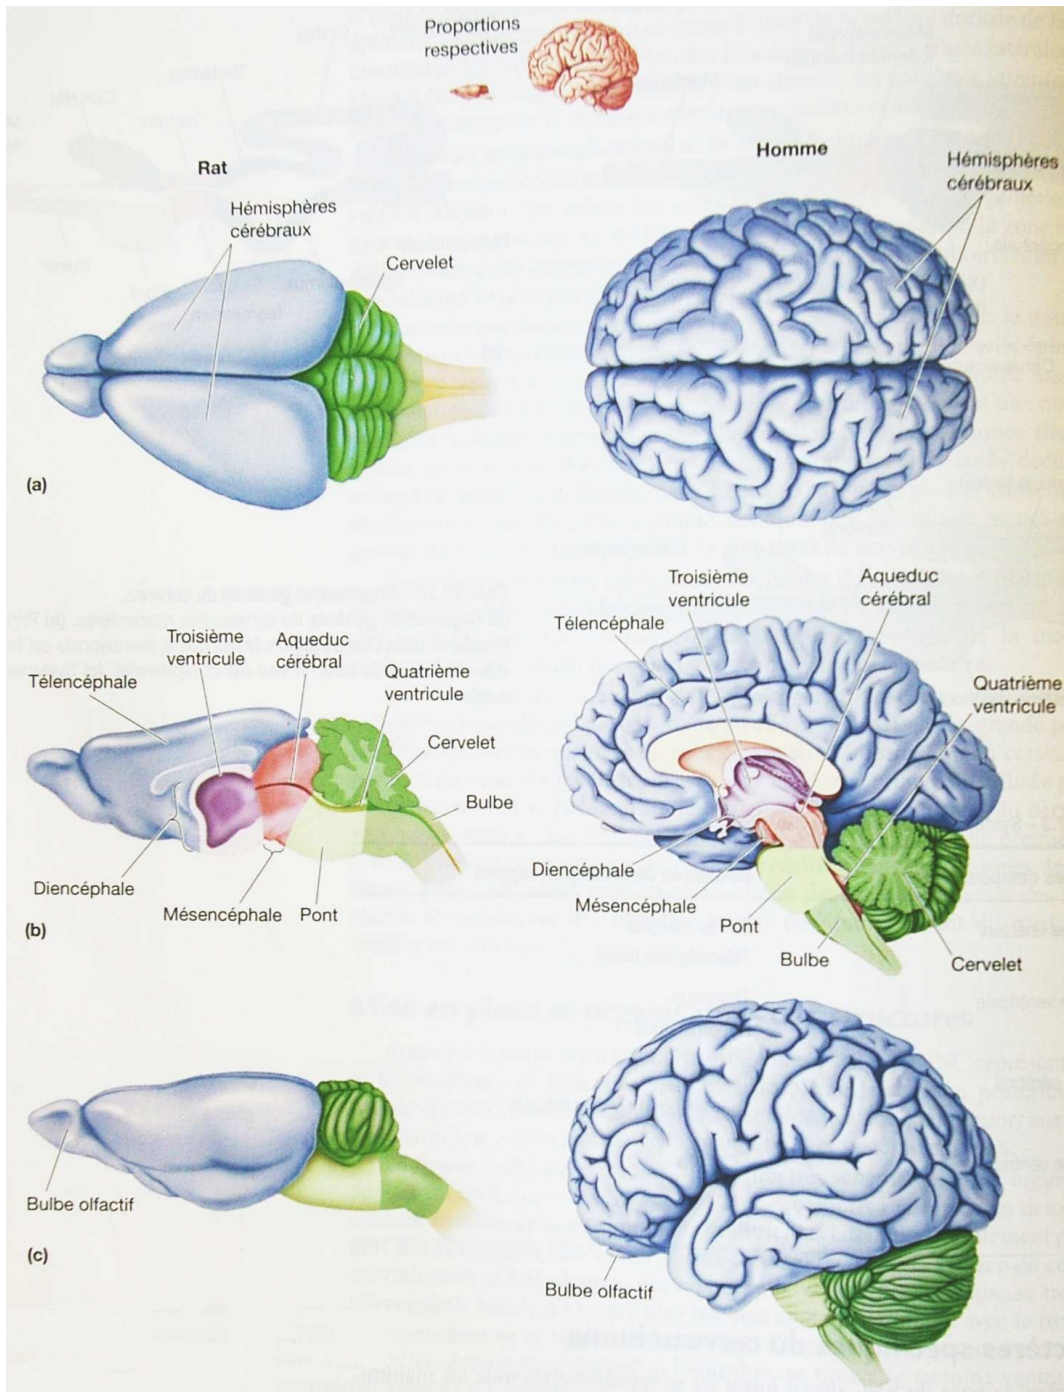 Proportions
respectives
Rat
Homme
Hémisphères
cérébraux
Hémisphères
cérébraux
Cervelet
(a)
Troisième
ventricule
Aqueduc
cérébral
Télencéphale
Quatrième
ventricule
Cervelet
Bulbe
Diencéphale
Mésencéphale
Pont
(b)
Troisième
ventricule
Aqueduc
cérébral
Télencéphale
Quatrième
ventricule
Diencéphale
Mésencéphale
Pont
Bulbe
Cervelet
Bulbe olfactif
(c)
Bulbe olfactif